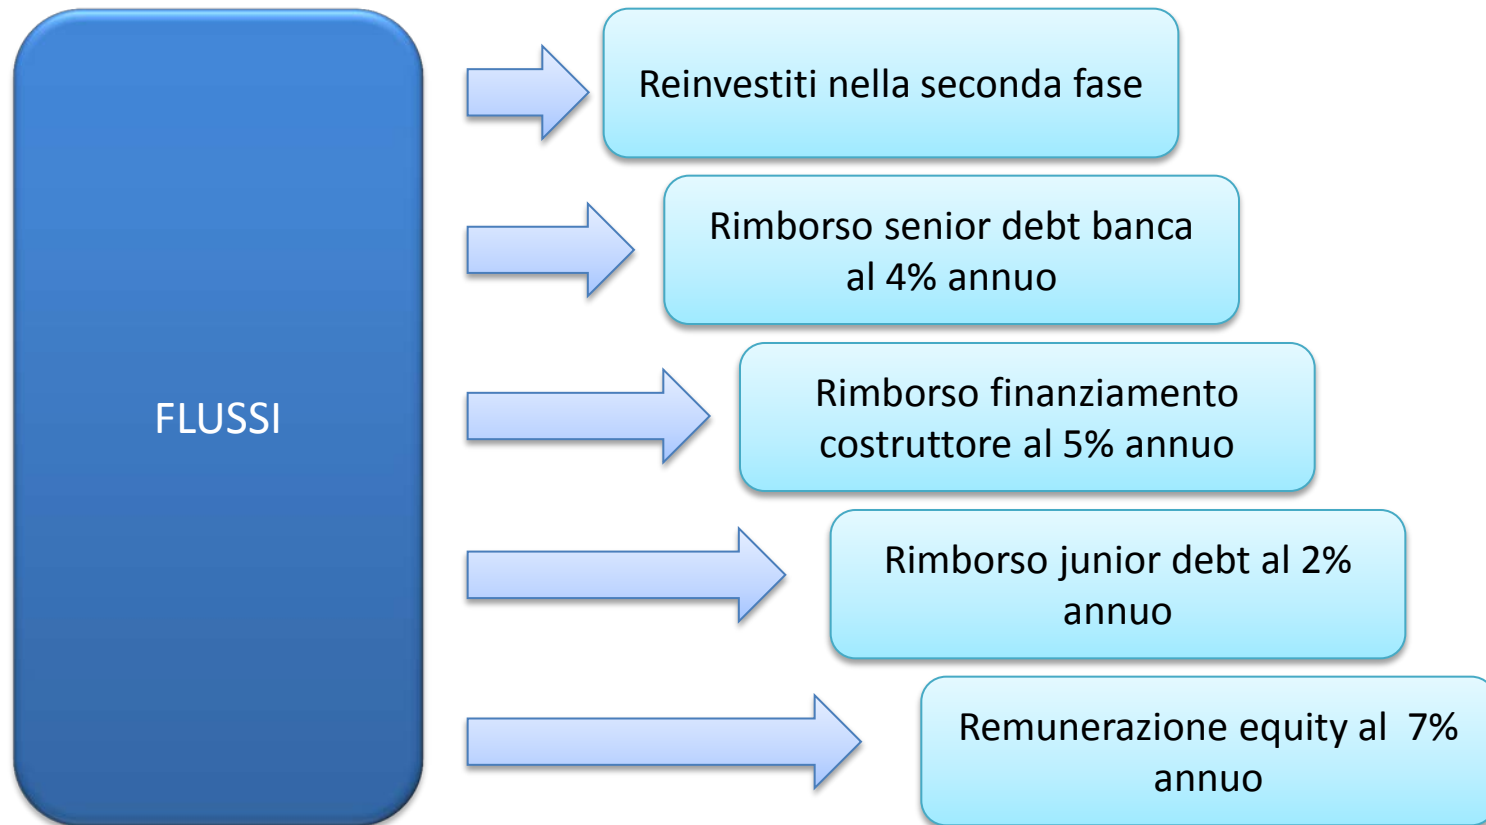 FLUSSI
Reinvestiti nella seconda fase
Rimborso senior debt banca
al 4% annuo
Rimborso finanziamento
costruttore al 5% annuo
Rimborso junior debt al 2%
annuo
Remunerazione equity al  7%
annuo